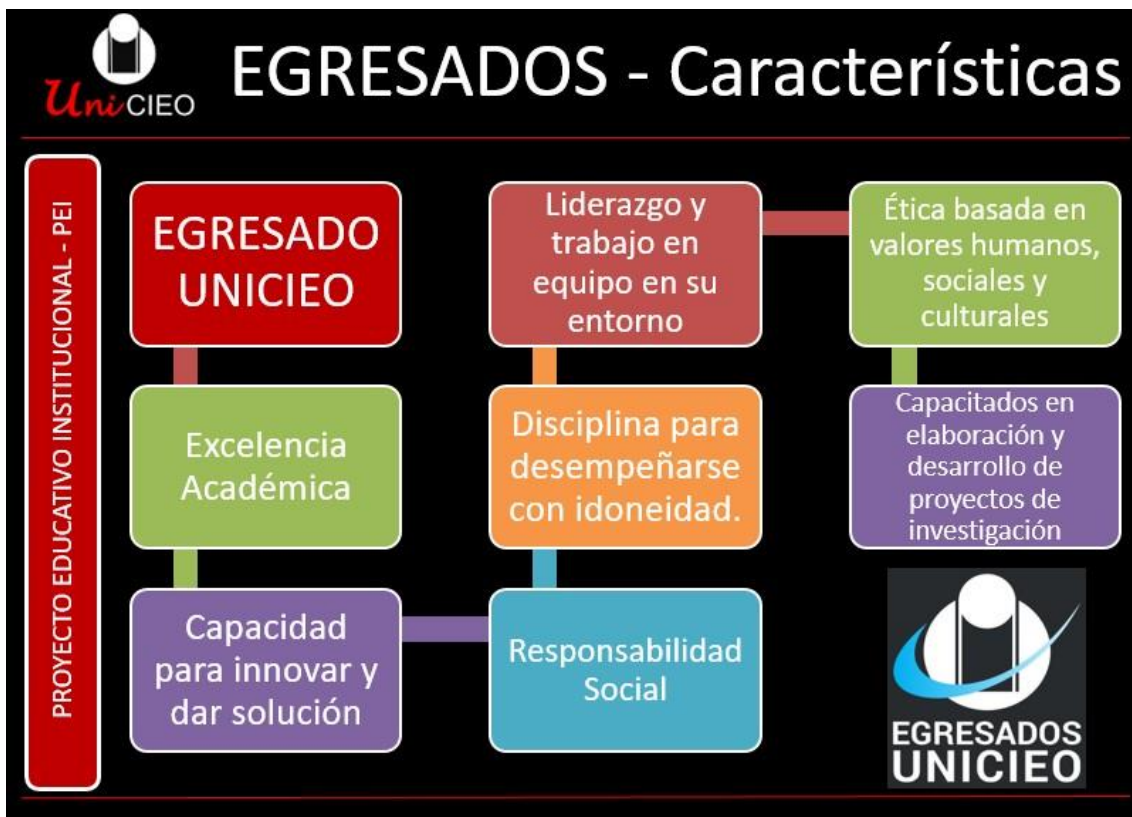 UniCIEO
EGRESADOS - Características
PROYECTO EDUCATIVO INSTITUCIONAL - PEI
EGRESADO
UNICIEO
Excelencia
Académica
Capacidad
para innovar y
dar solución
Responsabilidad
Social
Disciplina para
desempeñarse
con idoneidad.
Liderazgo y
trabajo en
equipo en su
entorno
Ética basada en
valores humanos,
sociales y
culturales
Capacitados en
elaboración y
desarrollo de
proyectos de
investigación
EGRESADOS
UNICIEO